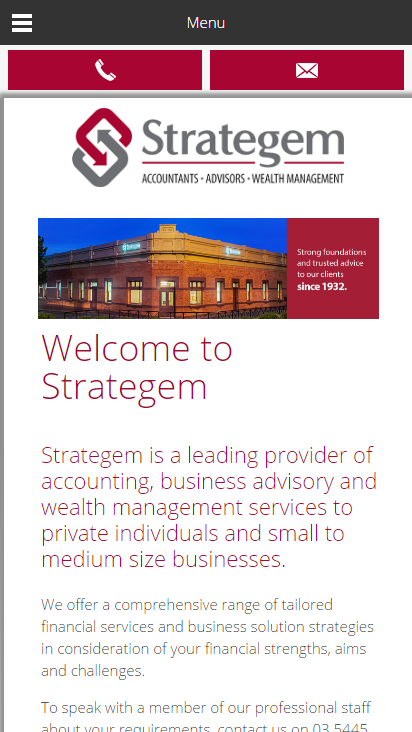 Menu
Strategem
ACCOUNTANTS • ADVISORS • WEALTH MANAGEMENT
Strong foundations
and trusted advice
to our clients
since 1932.
Welcome to
Strategem
Strategem is a leading provider of
accounting, business advisory and
wealth management services to
private individuals and small to
medium size businesses.
We offer a comprehensive range of tailored
financial services and business solution strategies
in consideration of your financial strengths, aims
and challenges.
To speak with a member of our professional staff
about your requirements, contact us on 03 5445